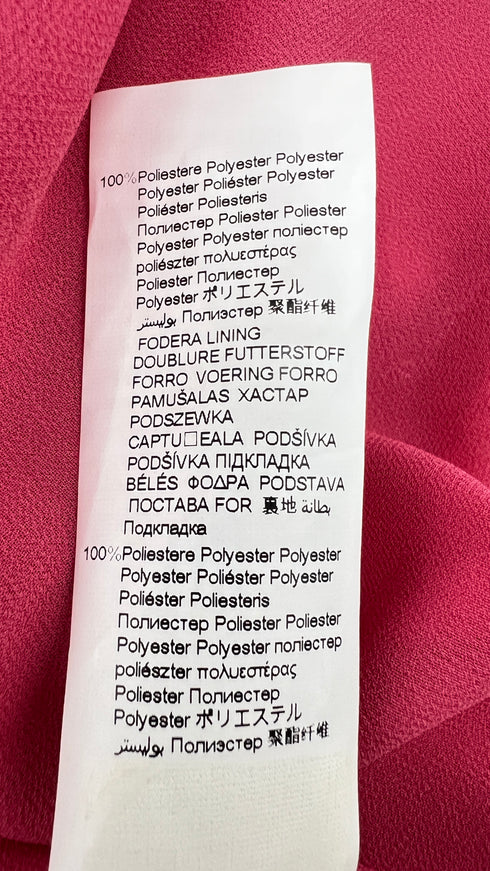 100%Poliestere Polyester Polyester
Polyester Poliéster Polyester
Poliéster Poliesteris
Полиестер Poliester Poliester
Polyester Polyester поліестер
poliészter πολυεστέρας
Poliester Полиестер
Polyester ポリエステル
بوليستر Полиэстер 聚酯纤维
FODERA LINING
DOUBLURE FUTTERSTOFF
FORRO VOERING FORRO
PAMUŠALAS ХАСТАР
PODSZEWKA
CAPTU□EALA PODŠÍVKA
PODŠÍVKA ПІДКЛАДКА
BÉLÉS ΦΟΔΡΑ PODSTAVA
ПОСТАВА FOR 裏地 بطانة
Подкладка
100%Poliestere Polyester Polyester
Polyester Poliéster Polyester
Poliéster Poliesteris
Полиестер Poliester Poliester
Polyester Polyester поліестер
poliészter πολυεστέρας
Poliester Полиестер
Polyester ポリエステル
بوليستر Полиэстер 聚酯纤维